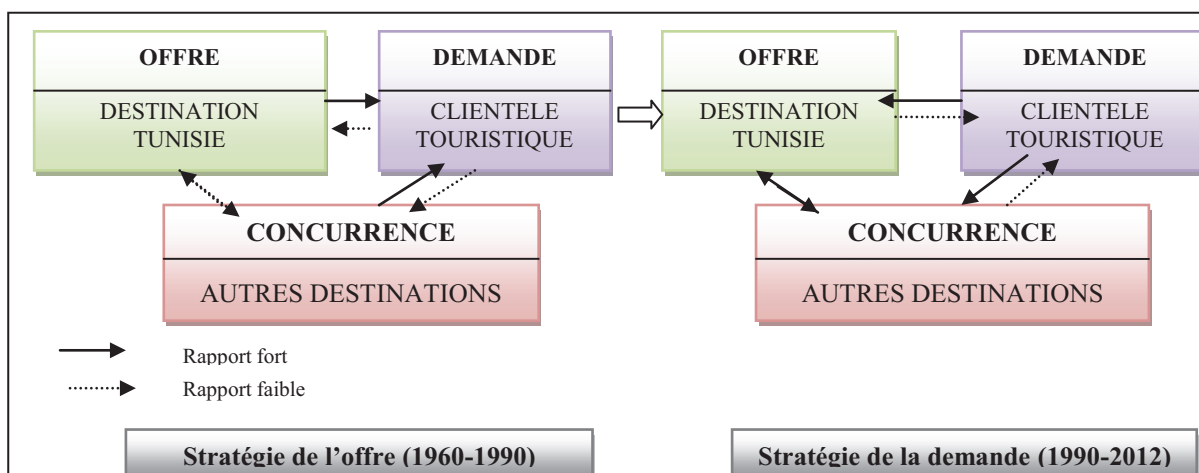 OFFRE
DESTINATION
TUNISIE
DEMANDE
CLIENTELE
TOURISTIQUE
CONCURRENCE
AUTRES DESTINATIONS
OFFRE
DESTINATION
TUNISIE
DEMANDE
CLIENTELE
TOURISTIQUE
CONCURRENCE
AUTRES DESTINATIONS
Rapport fort
Rapport faible
Stratégie de l’offre (1960-1990)
Stratégie de la demande (1990-2012)